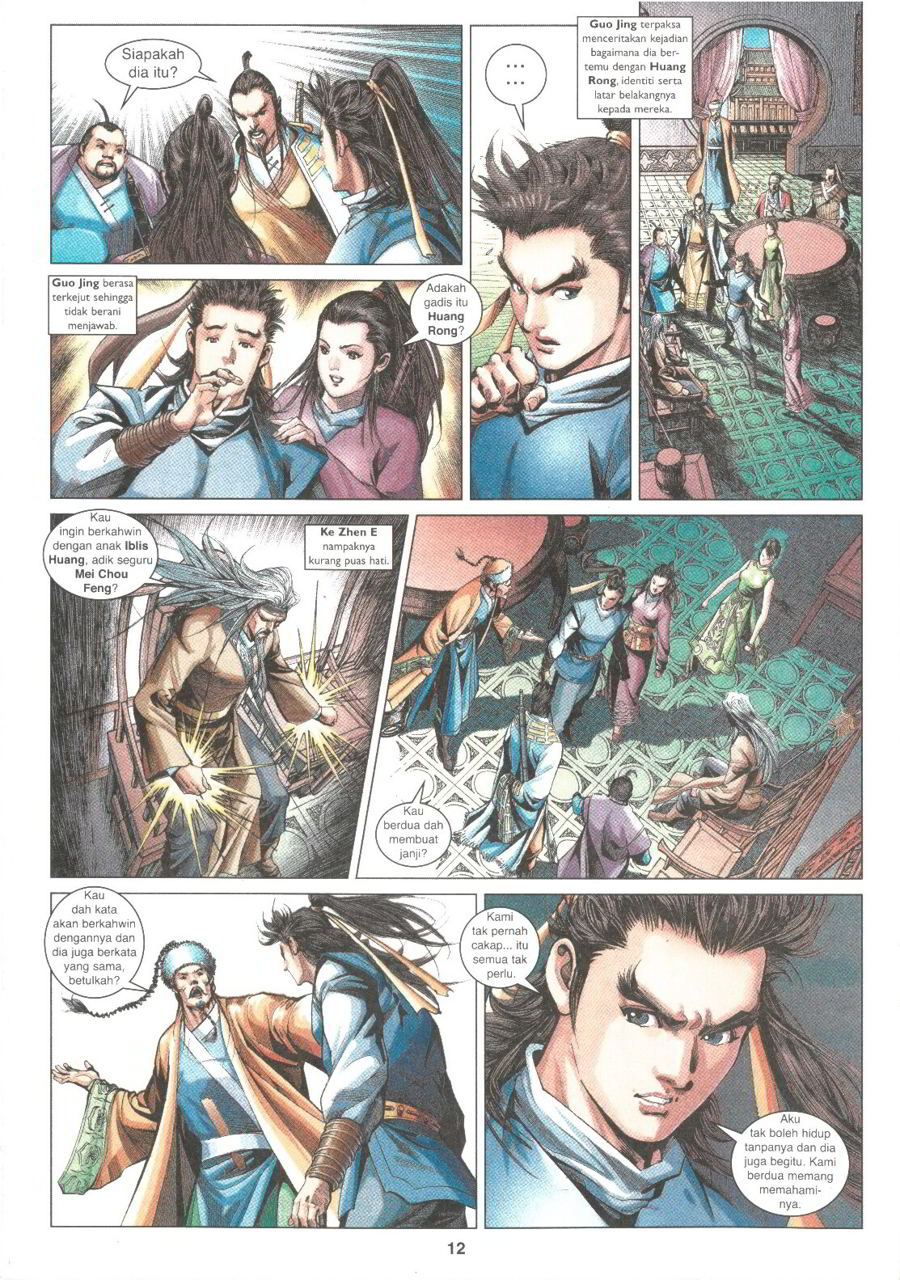 Siapakah
dia itu?
Guo Jing berasa
terkejut sehingga
tidak berani
menjawab.
Adakah
gadis itu
Huang
Rong?
...
...
Guo Jing terpaksa
menceritakan kejadian
bagaimana dia ber-
temu dengan Huang
Rong, identiti serta
latar belakangnya
kepada mereka.
Kau
ingin berkahwin
dengan anak Iblis
Huang, adik seguru
Mei Chou
Feng?
Ke Zhen E
nampaknya
kurang puas hati.
Kau
berdua dah
membuat
janji?
Kau
dah kata
akan berkahwin
dengannya dan
dia juga berkata
yang sama,
betulkah?
Kami
tak pernah
cakap... itu
semua tak
perlu.
Aku
tak boleh hidup
tanpanya dan dia
juga begitu. Kami
berdua memang
memahami-
nya.
12